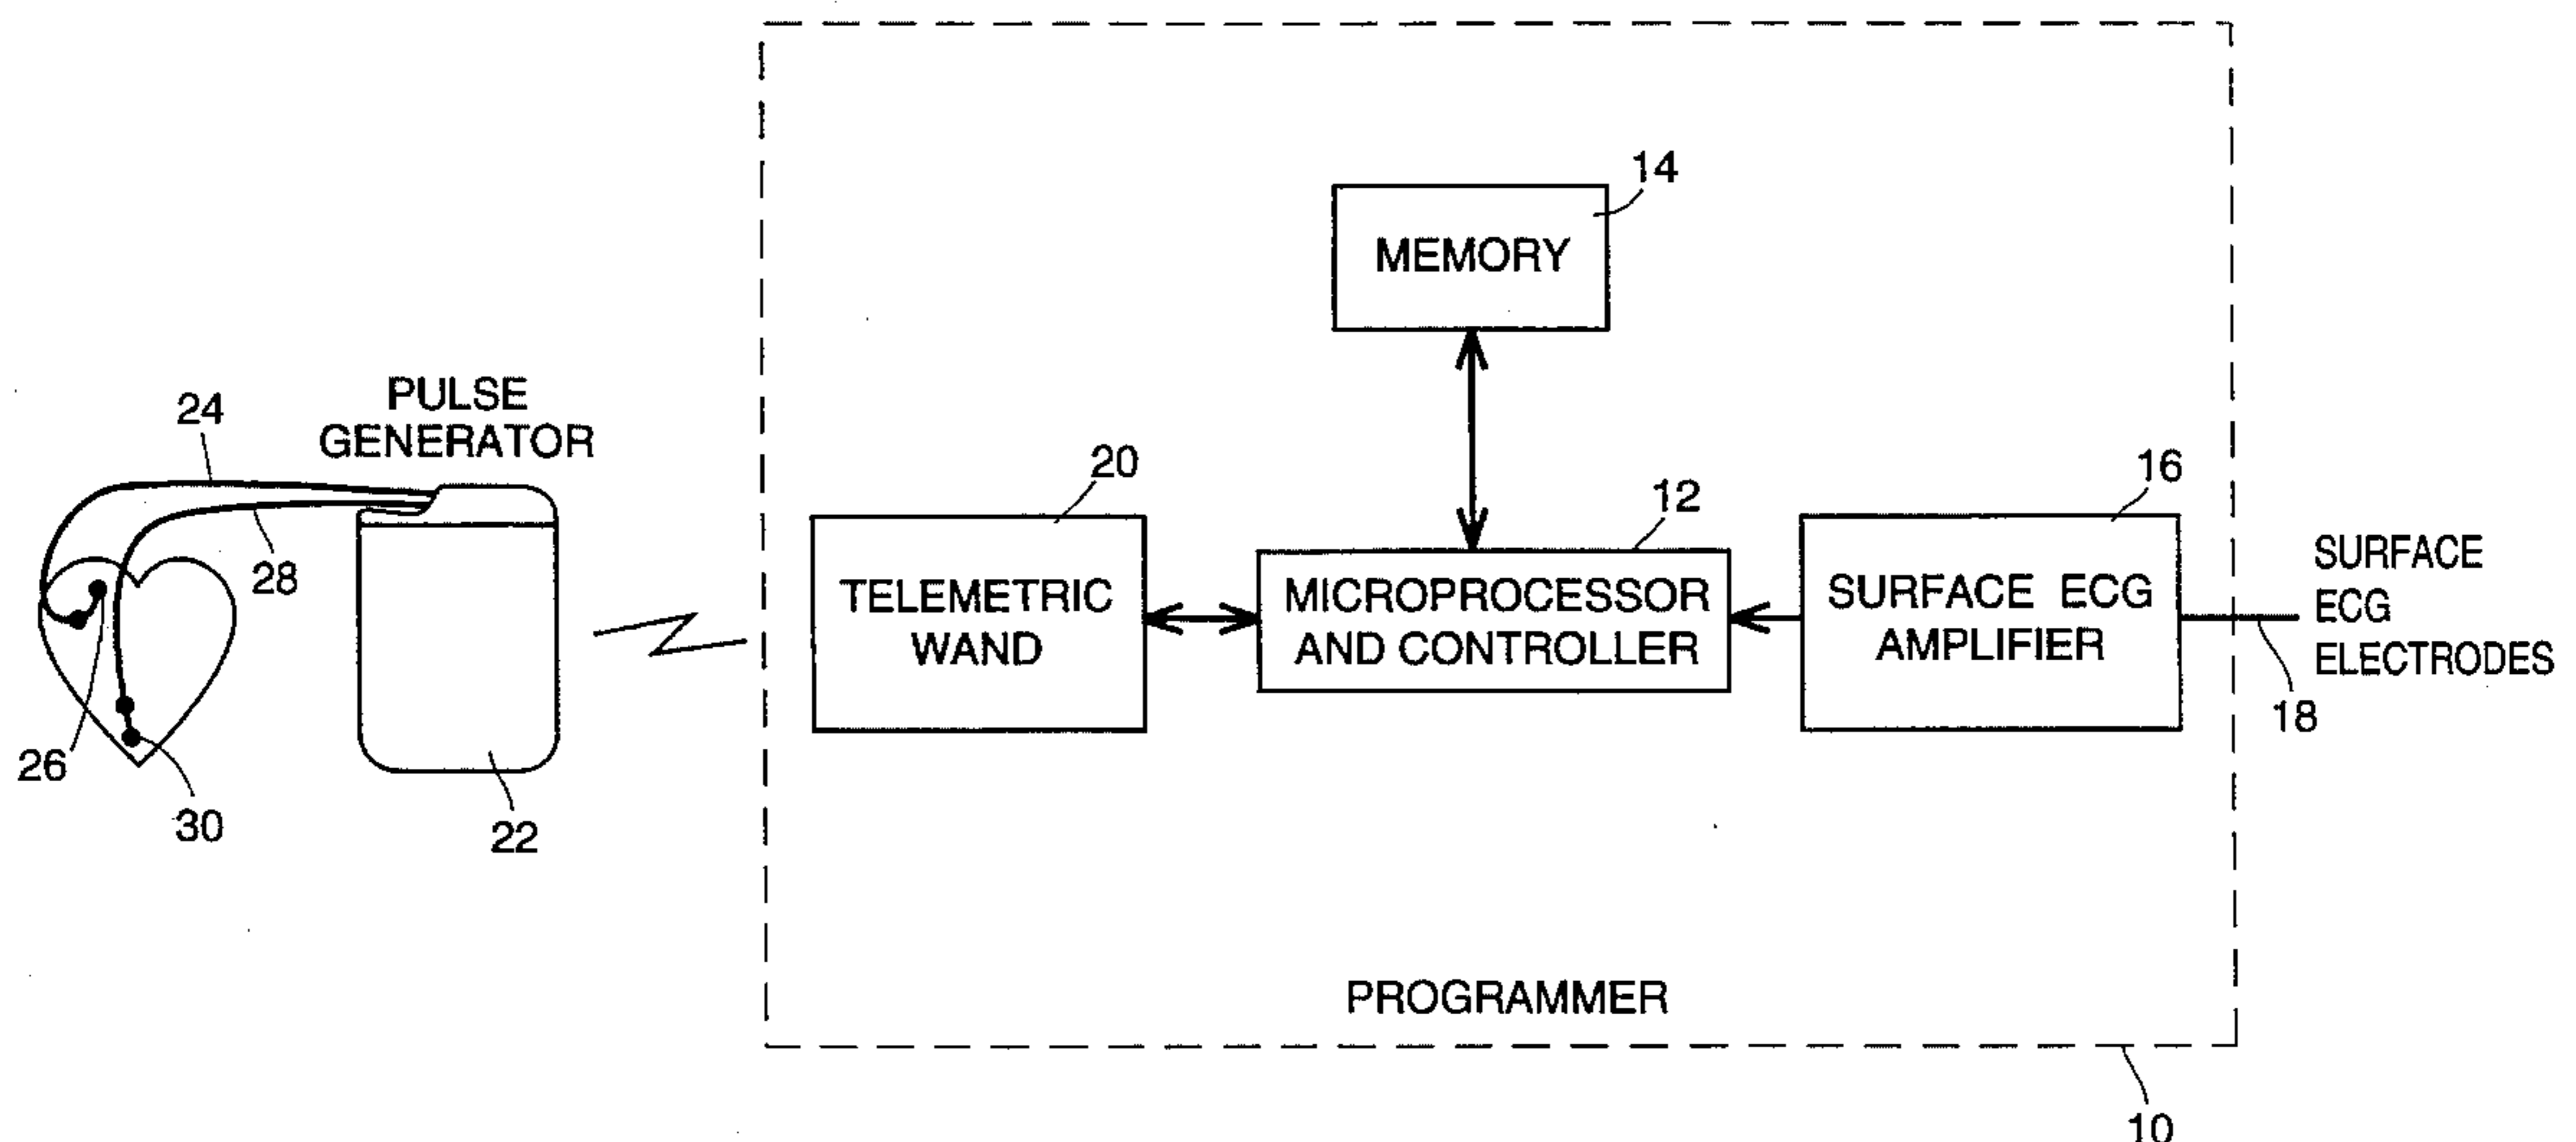 14
MEMORY
24
PULSE
GENERATOR
28
26
30
22
20
TELEMETRIC
WAND
12
MICROPROCESSOR
AND CONTROLLER
16
SURFACE ECG
AMPLIFIER
SURFACE
ECG
ELECTRODES
18
PROGRAMMER
10